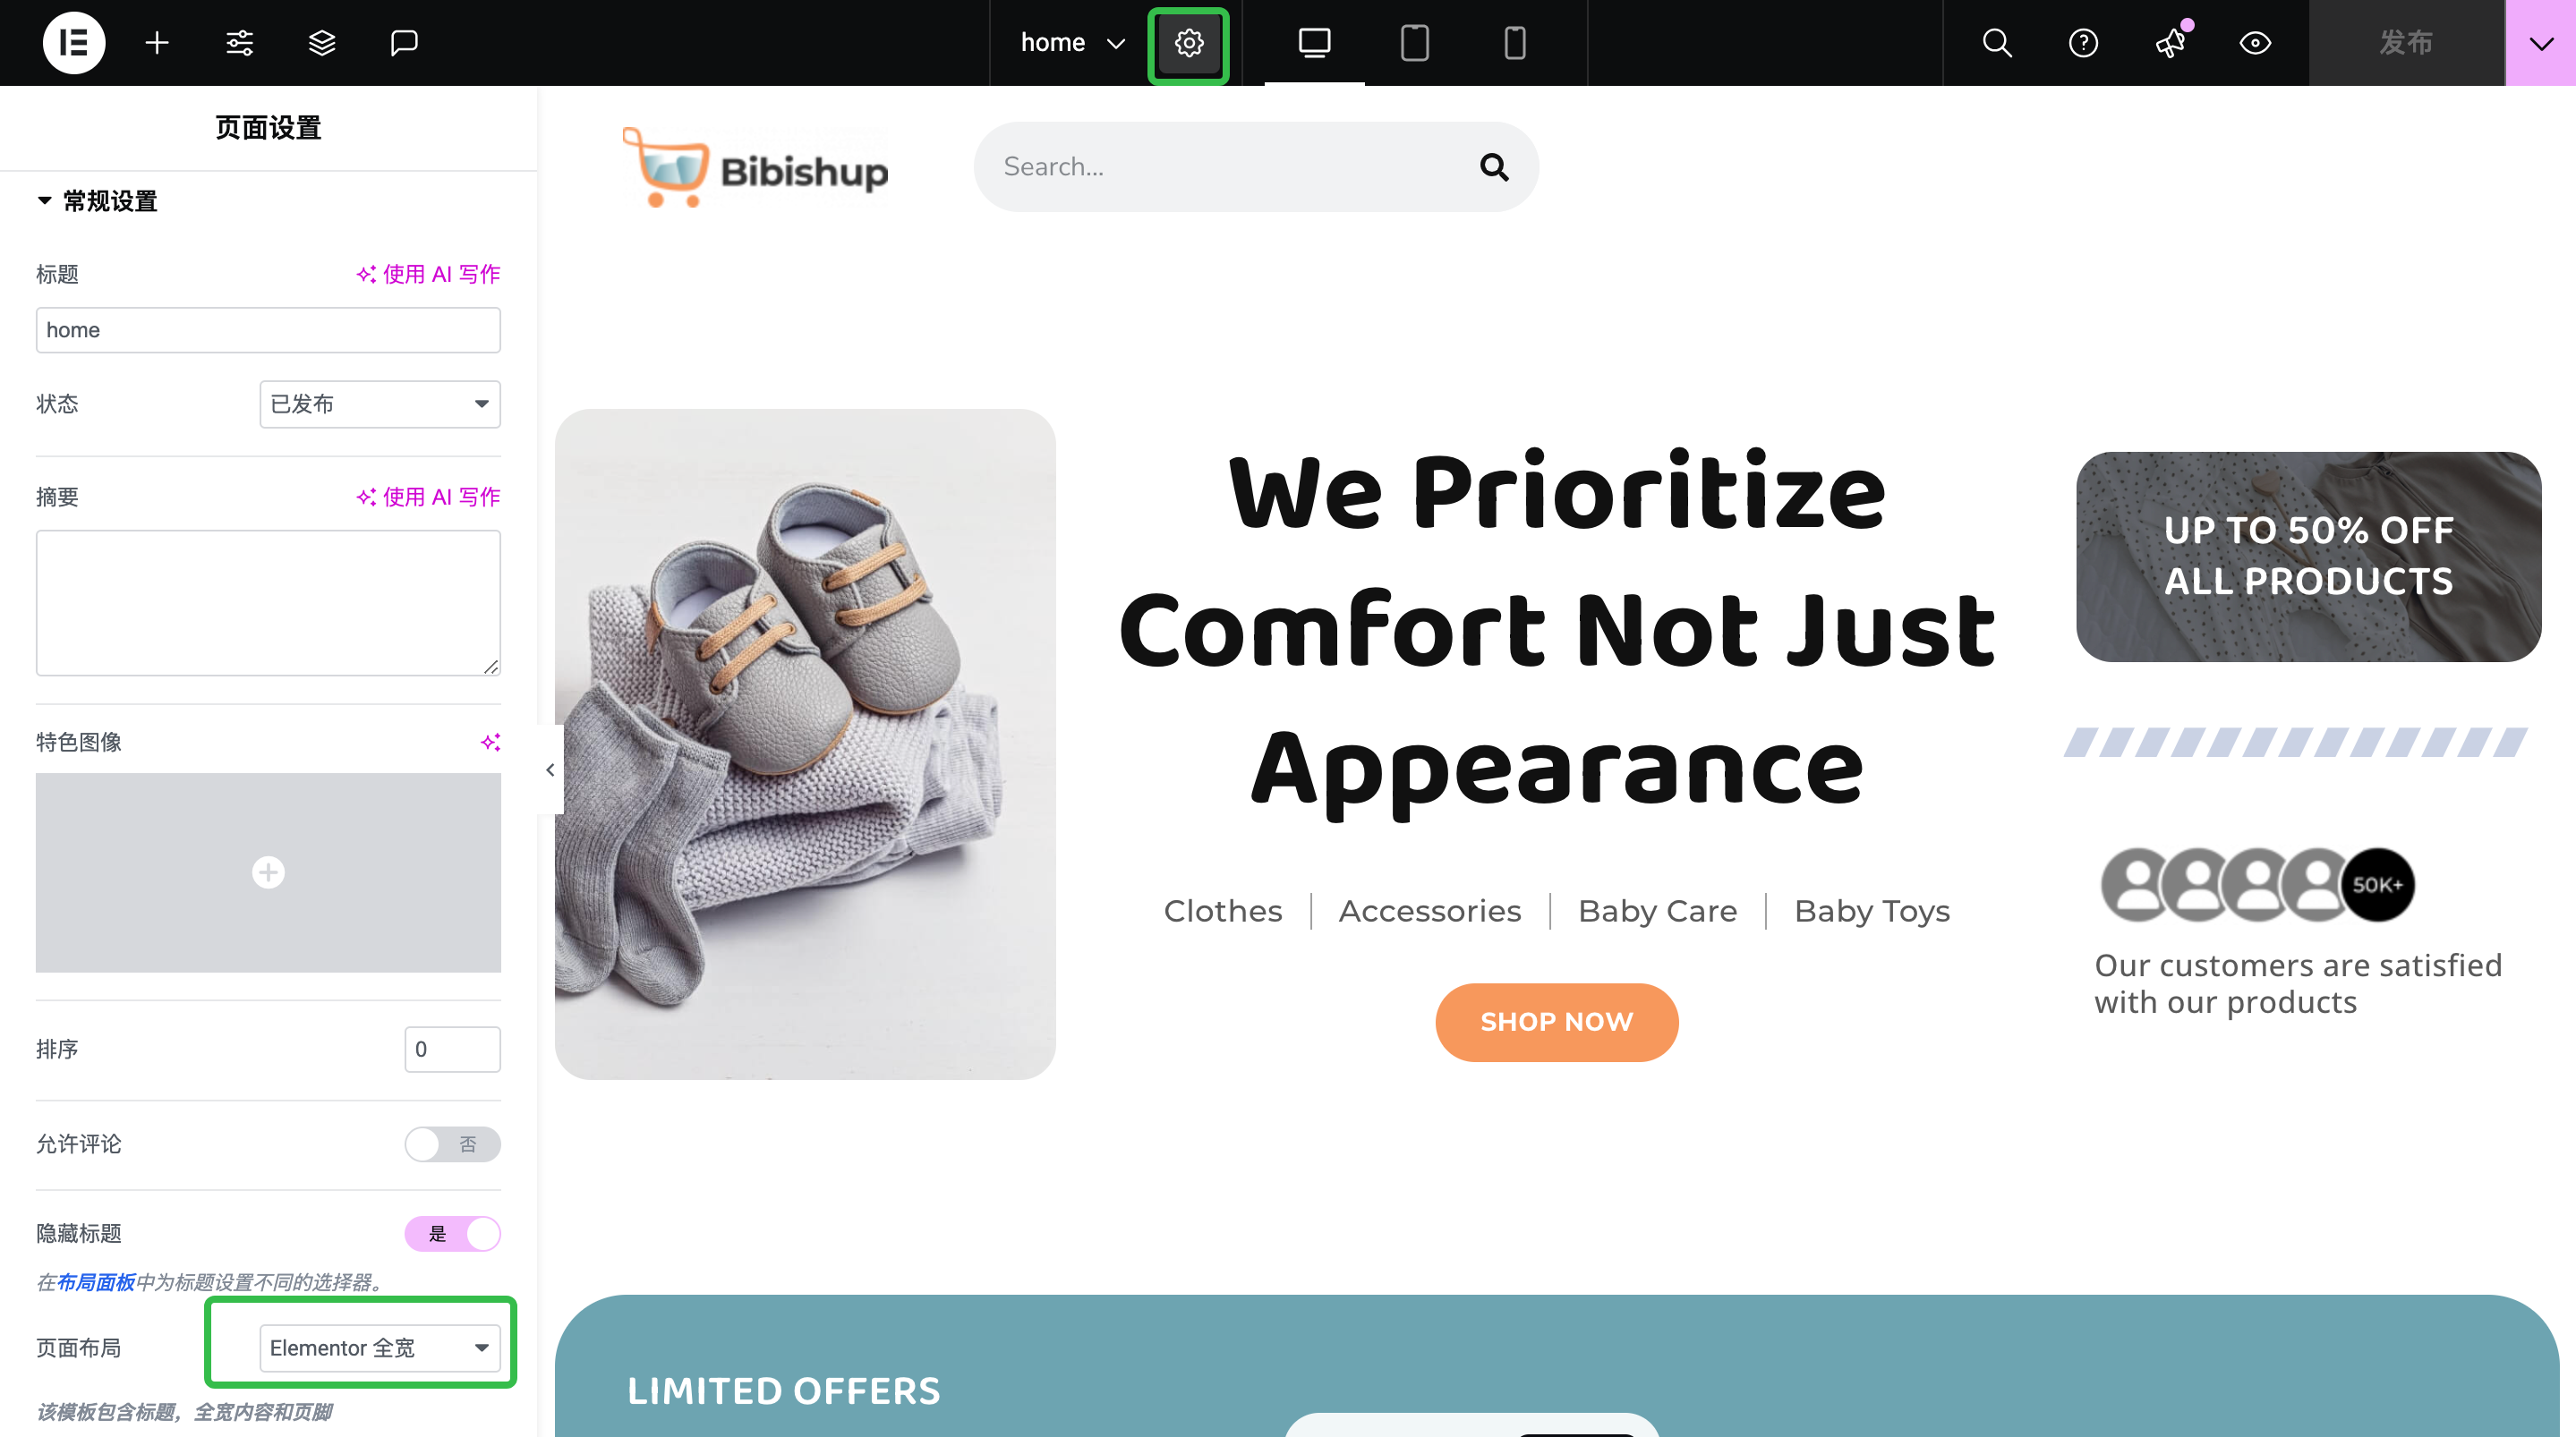 home
发布
页面设置
常规设置
标题
使用 AI 写作
home
状态
已发布
摘要
使用 AI 写作
特色图像
排序
0
允许评论
否
隐藏标题
是
在布局面板中为标题设置不同的选择器。
页面布局
Elementor 全宽
该模板包含标题，全宽内容和页脚
Bibishup
Search...
We Prioritize
Comfort Not Just
Appearance
Clothes
Accessories
Baby Care
Baby Toys
SHOP NOW
UP TO 50% OFF
ALL PRODUCTS
50K+
Our customers are satisfied
with our products
LIMITED OFFERS